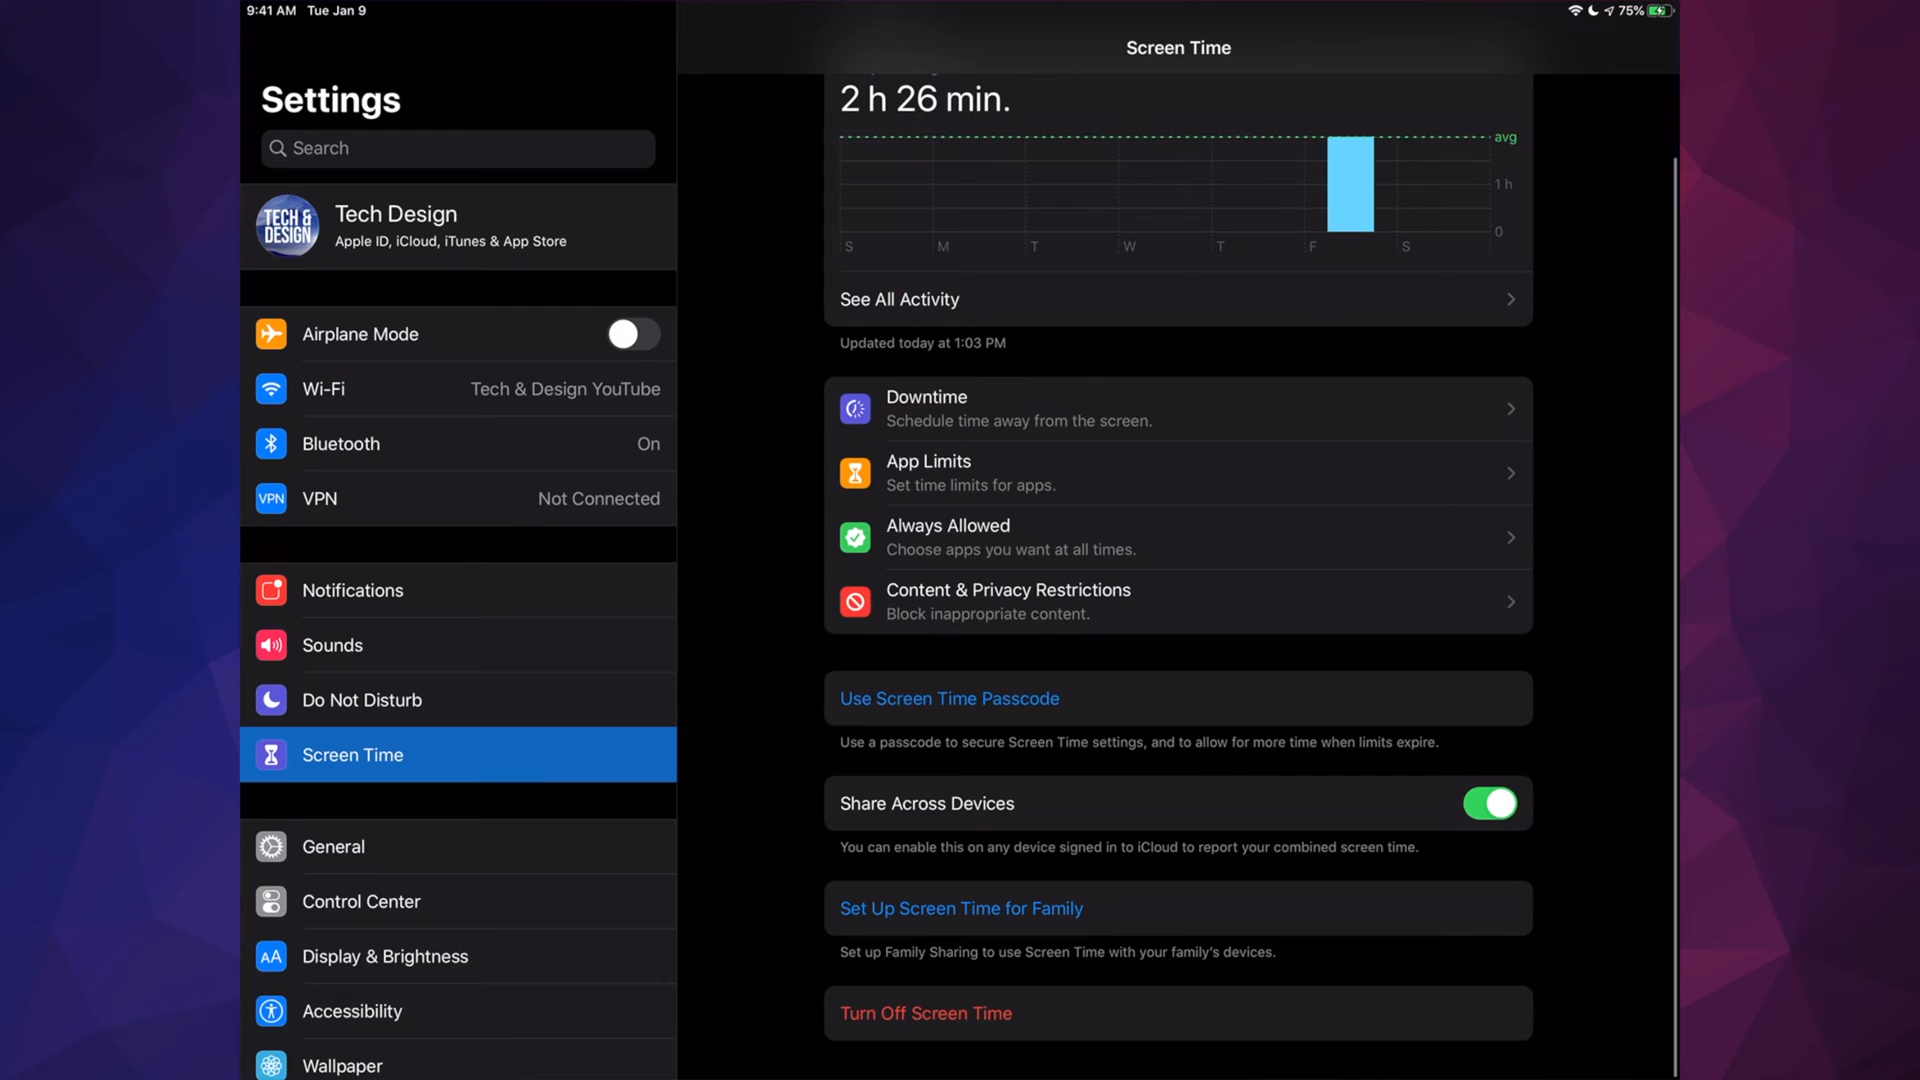 9:41 AM Tue Jan 9
75%
Settings
Search
TECH &
DESIGN
Tech Design
Apple ID, iCloud, iTunes & App Store
Airplane Mode
Wi-Fi Tech & Design YouTube
Bluetooth On
VPN VPN Not Connected
Notifications
Sounds
Do Not Disturb
Screen Time
General
Control Center
AA Display & Brightness
Accessibility
Wallpaper
Screen Time
2 h 26 min.
avg
1 h
0
S M T W T F S
See All Activity
Updated today at 1:03 PM
Downtime
Schedule time away from the screen.
App Limits
Set time limits for apps.
Always Allowed
Choose apps you want at all times.
Content & Privacy Restrictions
Block inappropriate content.
Use Screen Time Passcode
Use a passcode to secure Screen Time settings, and to allow for more time when limits expire.
Share Across Devices
You can enable this on any device signed in to iCloud to report your combined screen time.
Set Up Screen Time for Family
Set up Family Sharing to use Screen Time with your family's devices.
Turn Off Screen Time